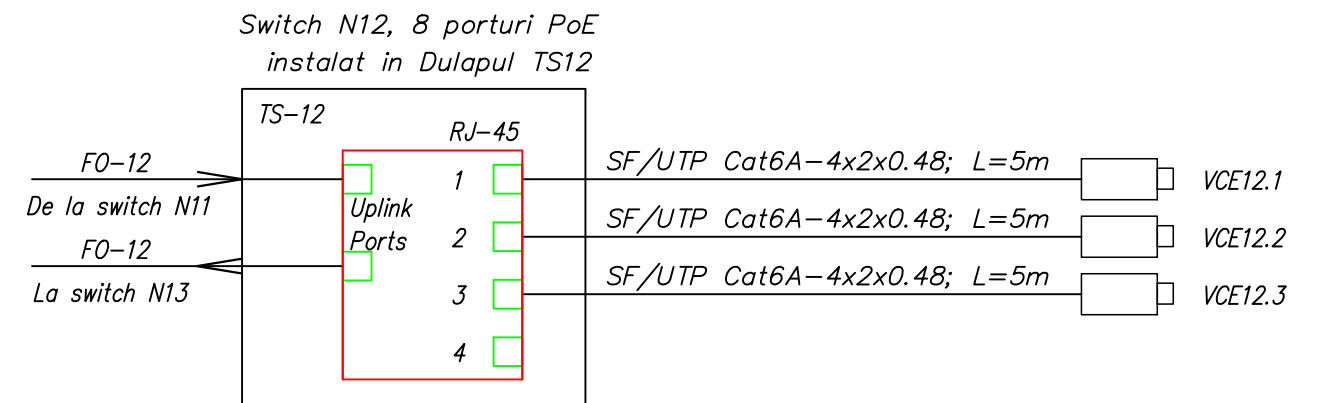 Switch N12, 8 porturi PoE
instalat in Dulapul TS12
TS-12
RJ-45
FO-12
De la switch N11
FO-12
La switch N13
Uplink
Ports
1
2
3
4
SF/UTP Cat6A-4x2x0.48; L=5m
VCE12.1
SF/UTP Cat6A-4x2x0.48; L=5m
VCE12.2
SF/UTP Cat6A-4x2x0.48; L=5m
VCE12.3